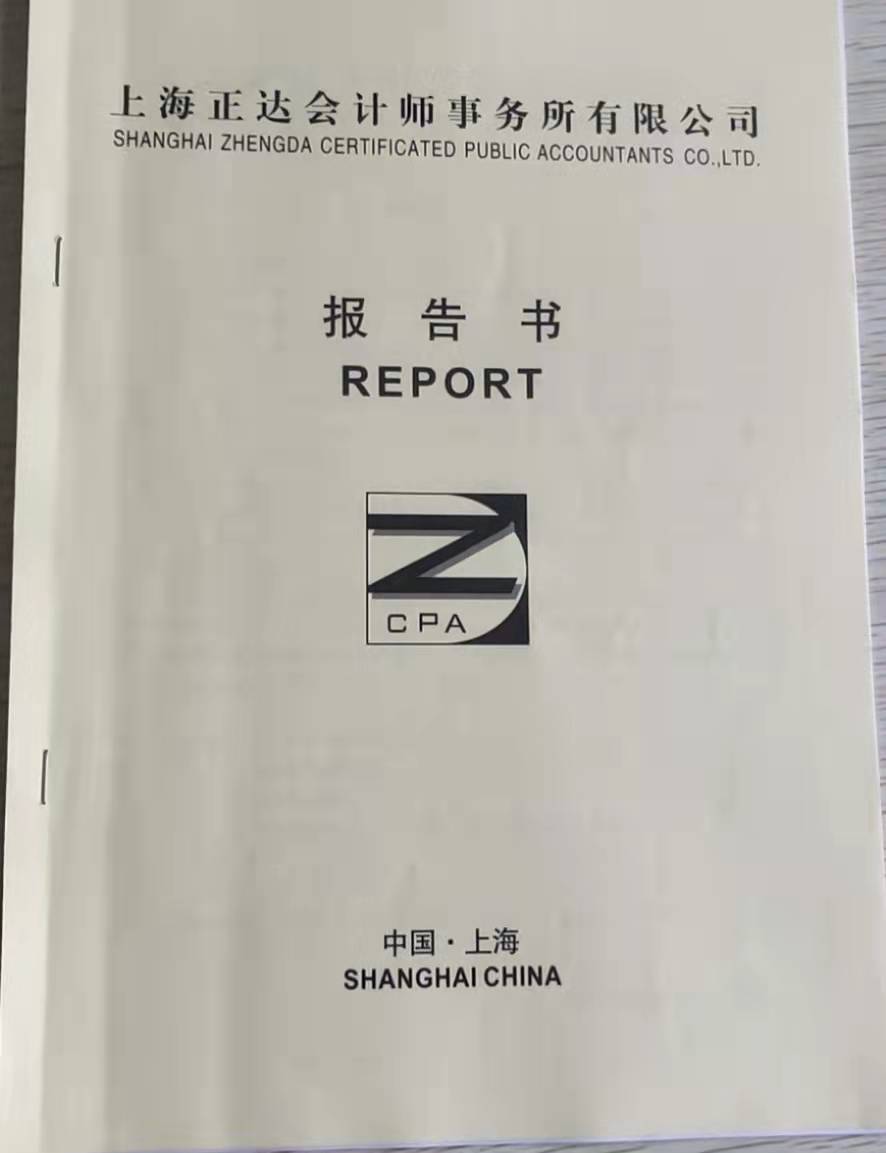 上海正达会计师事务所有限公司
SHANGHAI ZHENGDA CERTIFICATED PUBLIC ACCOUNTANTS CO.,LTD.
报告书
REPORT
Z
CPA
中国·上海
SHANGHAI CHINA